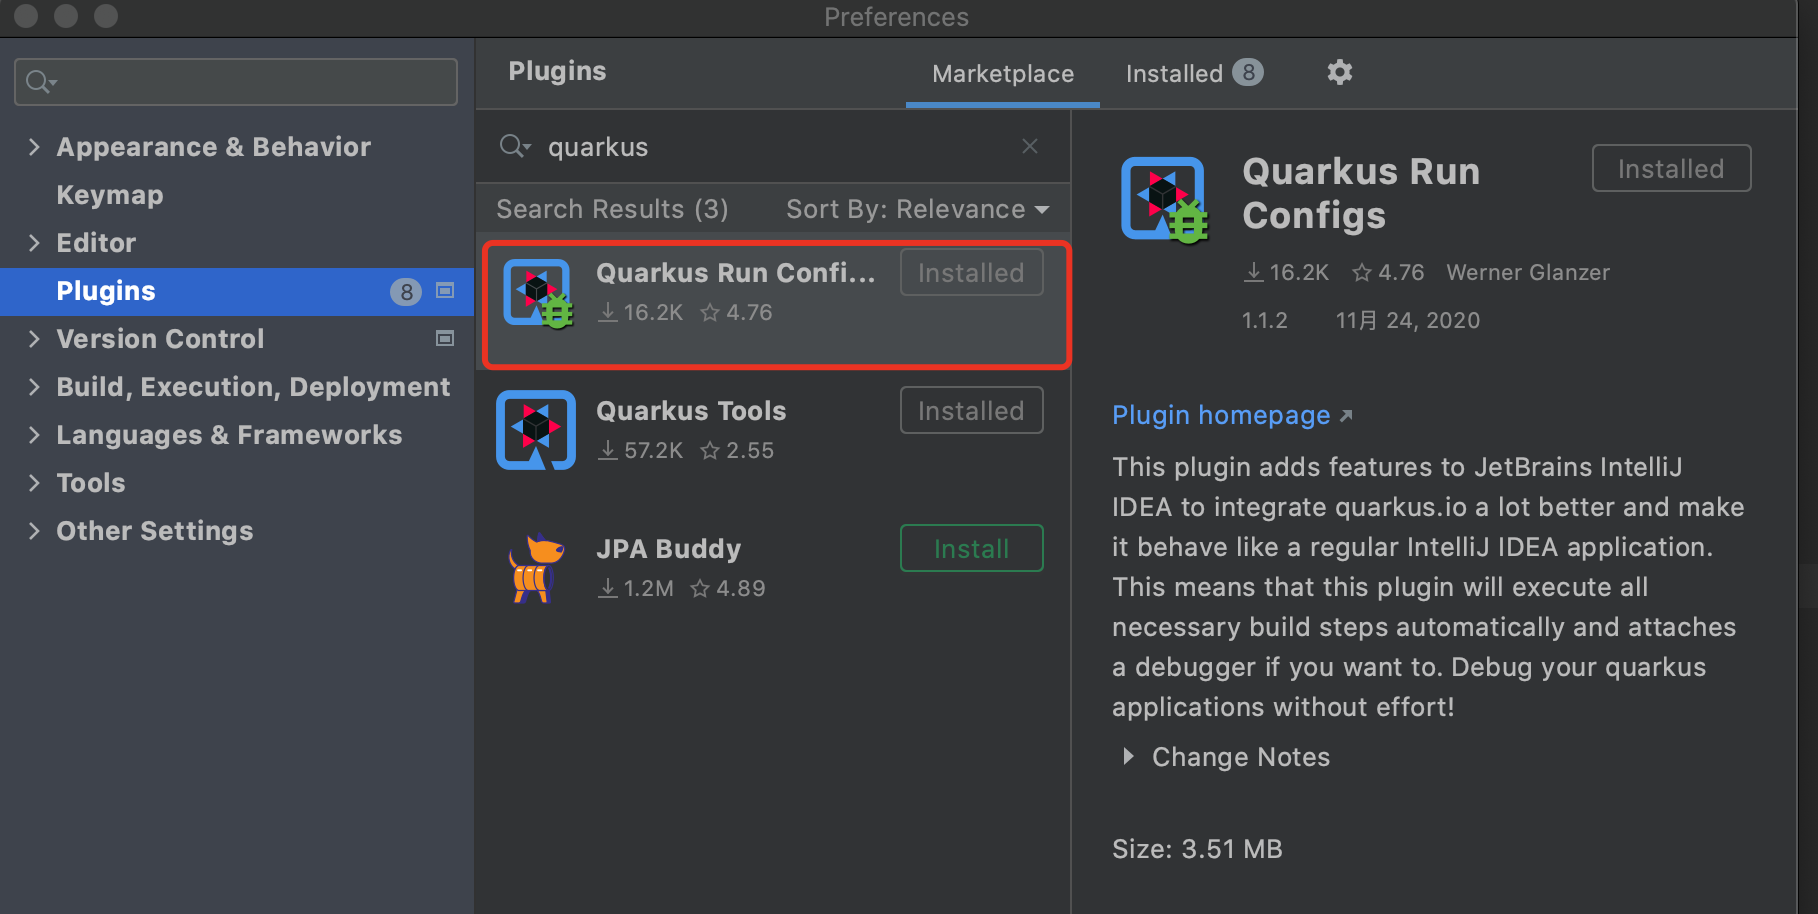 Preferences
Appearance & Behavior
Keymap
Editor
Plugins 8
Version Control
Build, Execution, Deployment
Languages & Frameworks
Tools
Other Settings
Plugins
Marketplace
Installed 8
quarkus
Search Results (3) Sort By: Relevance
Quarkus Run Confi... Installed
16.2K 4.76
Quarkus Tools Installed
57.2K 2.55
JPA Buddy Install
1.2M 4.89
Quarkus Run
Configs
Installed
16.2K 4.76 Werner Glanzer
1.1.2 11月 24, 2020
Plugin homepage
This plugin adds features to JetBrains IntelliJ
IDEA to integrate quarkus.io a lot better and make
it behave like a regular IntelliJ IDEA application.
This means that this plugin will execute all
necessary build steps automatically and attaches
a debugger if you want to. Debug your quarkus
applications without effort!
Change Notes
Size: 3.51 MB